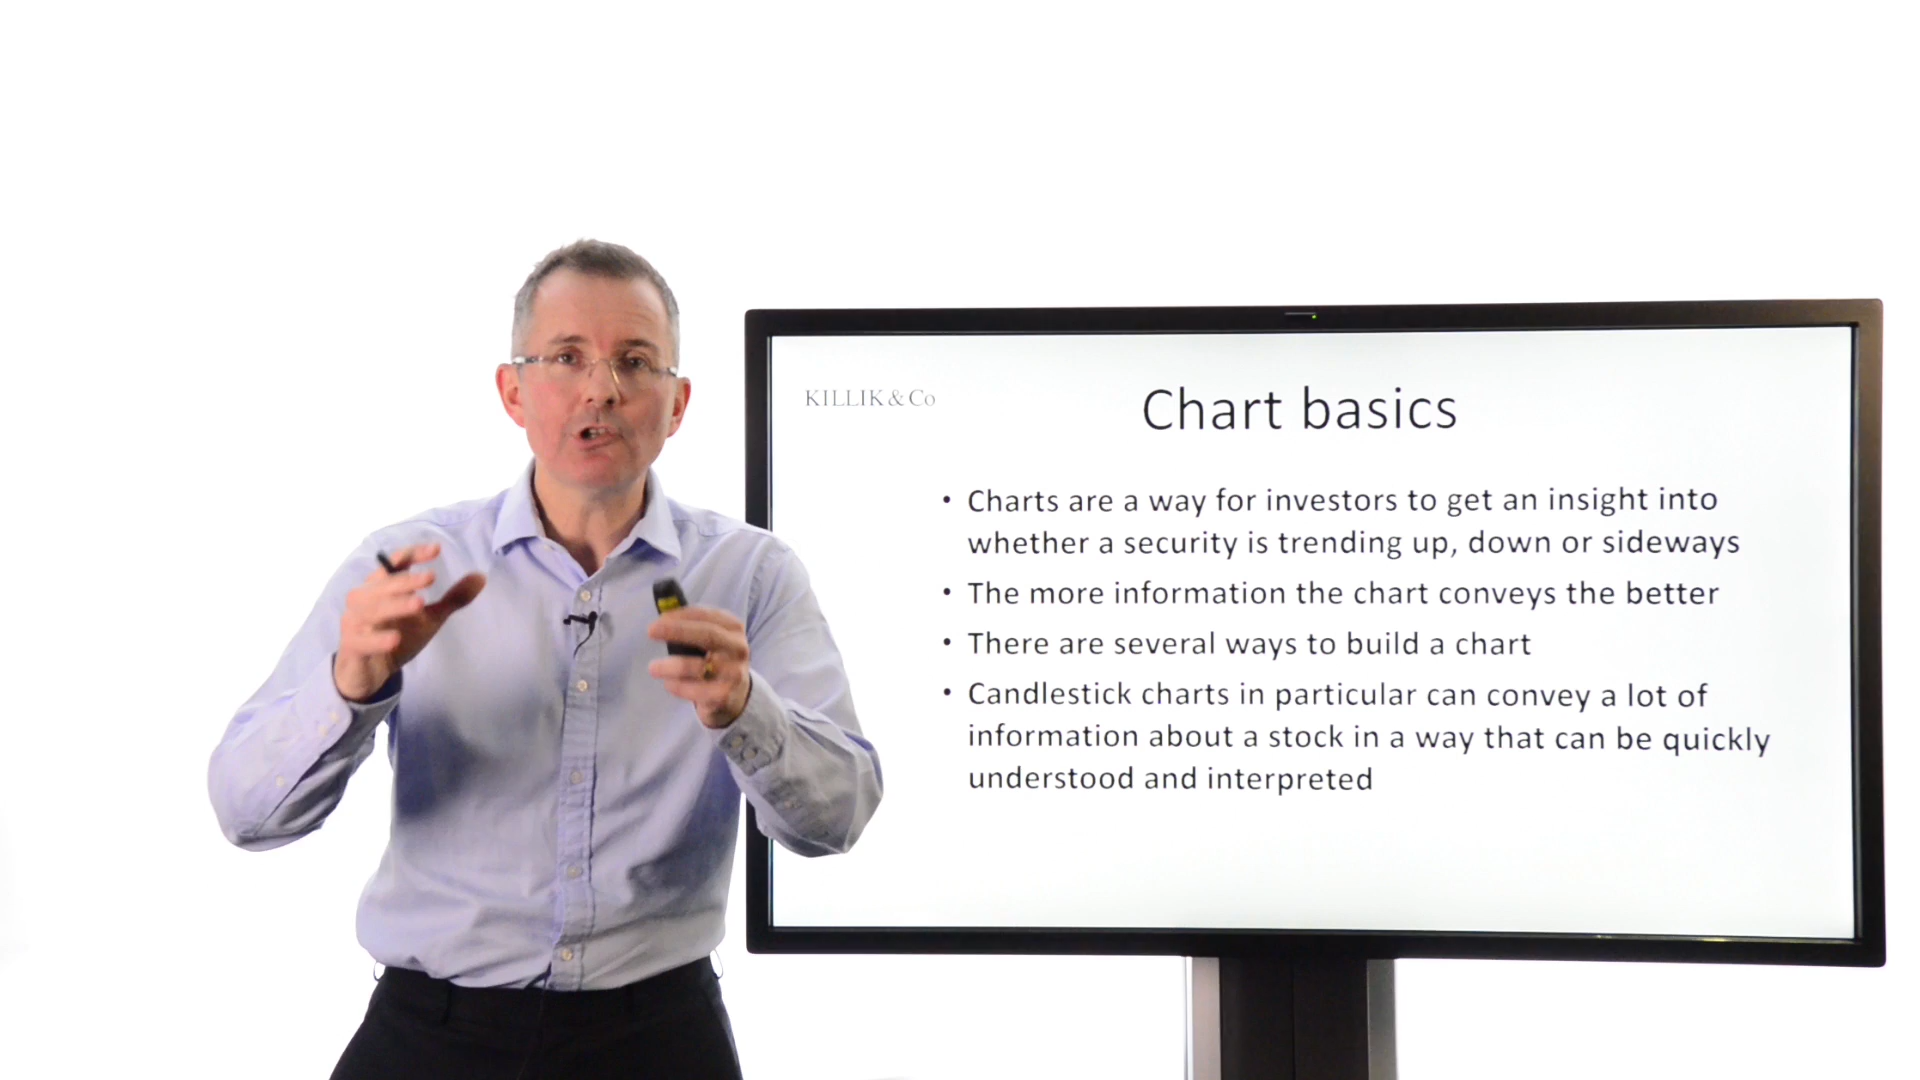 KILLIK & Co
Chart basics
• Charts are a way for investors to get an insight into
whether a security is trending up, down or sideways
• The more information the chart conveys the better
• There are several ways to build a chart
• Candlestick charts in particular can convey a lot of
information about a stock in a way that can be quickly
understood and interpreted